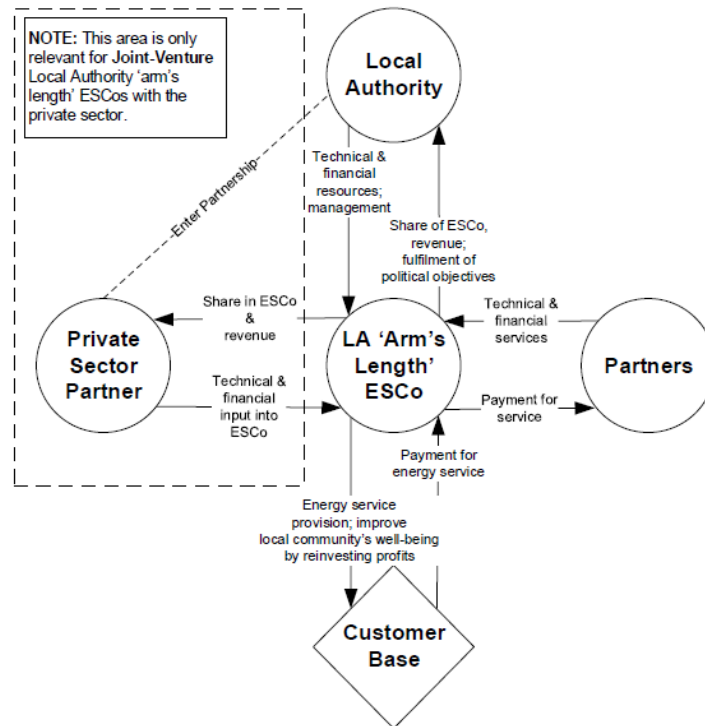 NOTE: This area is only
relevant for Joint-Venture
Local Authority ‘arm’s
length’ ESCos with the
private sector.
Local
Authority
Enter Partnership
Technical &
financial
resources;
management
Share of ESCo,
revenue;
fulfilment of
political objectives
Share in ESCo
&
revenue
Technical &
financial
services
Private
Sector
Partner
LA ‘Arm’s
Length’
ESCo
Partners
Technical &
financial
input into
ESCo
Payment for
service
Payment for
energy service
Energy service
provision; improve
local community’s well-being
by reinvesting profits
Customer
Base